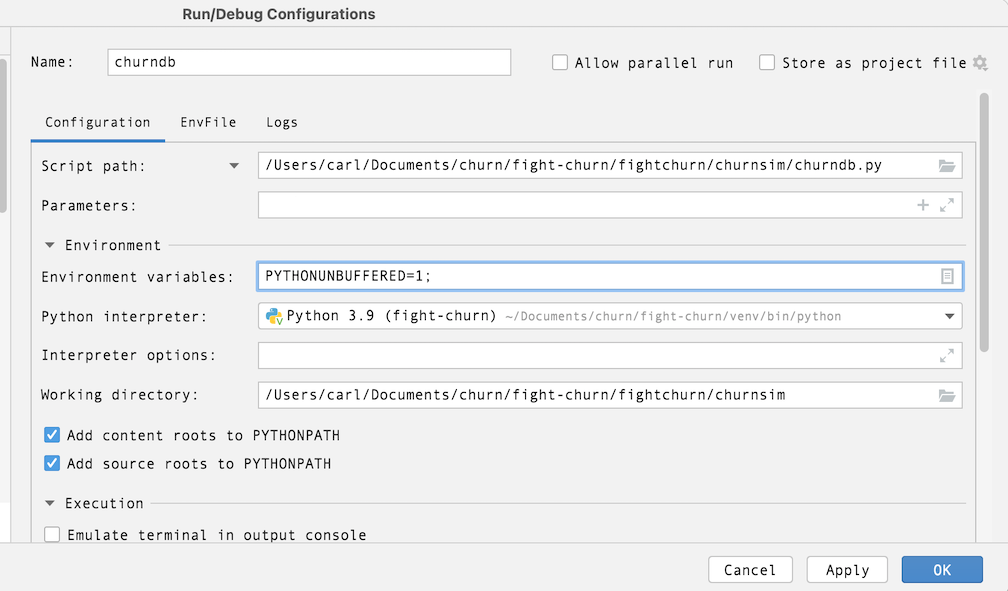 Run/Debug Configurations
Name: churndb Allow parallel run Store as project file
Configuration EnvFile Logs
Script path: /Users/carl/Documents/churn/fight-churn/fightchurn/churnsim/churndb.py
Parameters:
Environment
Environment variables: PYTHONUNBUFFERED=1;
Python interpreter: Python 3.9 (fight-churn) ~/Documents/churn/fight-churn/venv/bin/python
Interpreter options:
Working directory: /Users/carl/Documents/churn/fight-churn/fightchurn/churnsim
Add content roots to PYTHONPATH
Add source roots to PYTHONPATH
Execution
Emulate terminal in output console
Cancel Apply OK